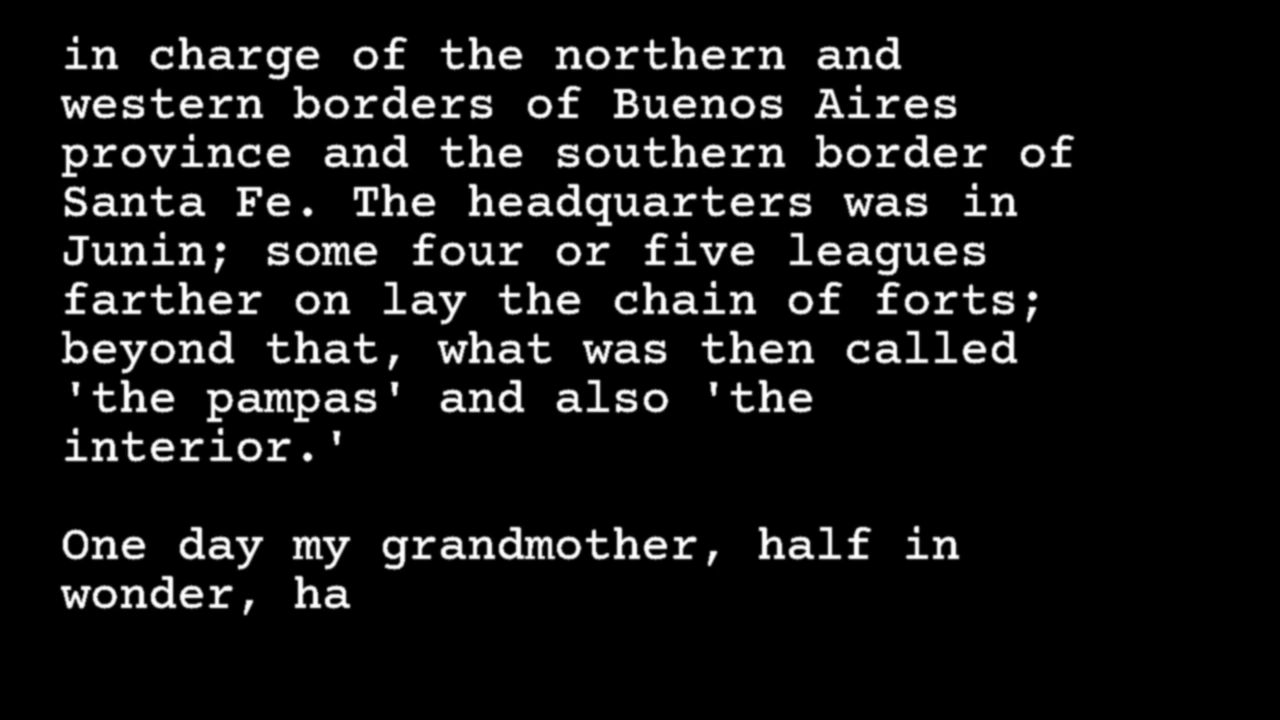 in charge of the northern and
western borders of Buenos Aires
province and the southern border of
Santa Fe. The headquarters was in
Junin; some four or five leagues
farther on lay the chain of forts;
beyond that, what was then called
'the pampas' and also 'the
interior.'
One day my grandmother, half in
wonder, ha